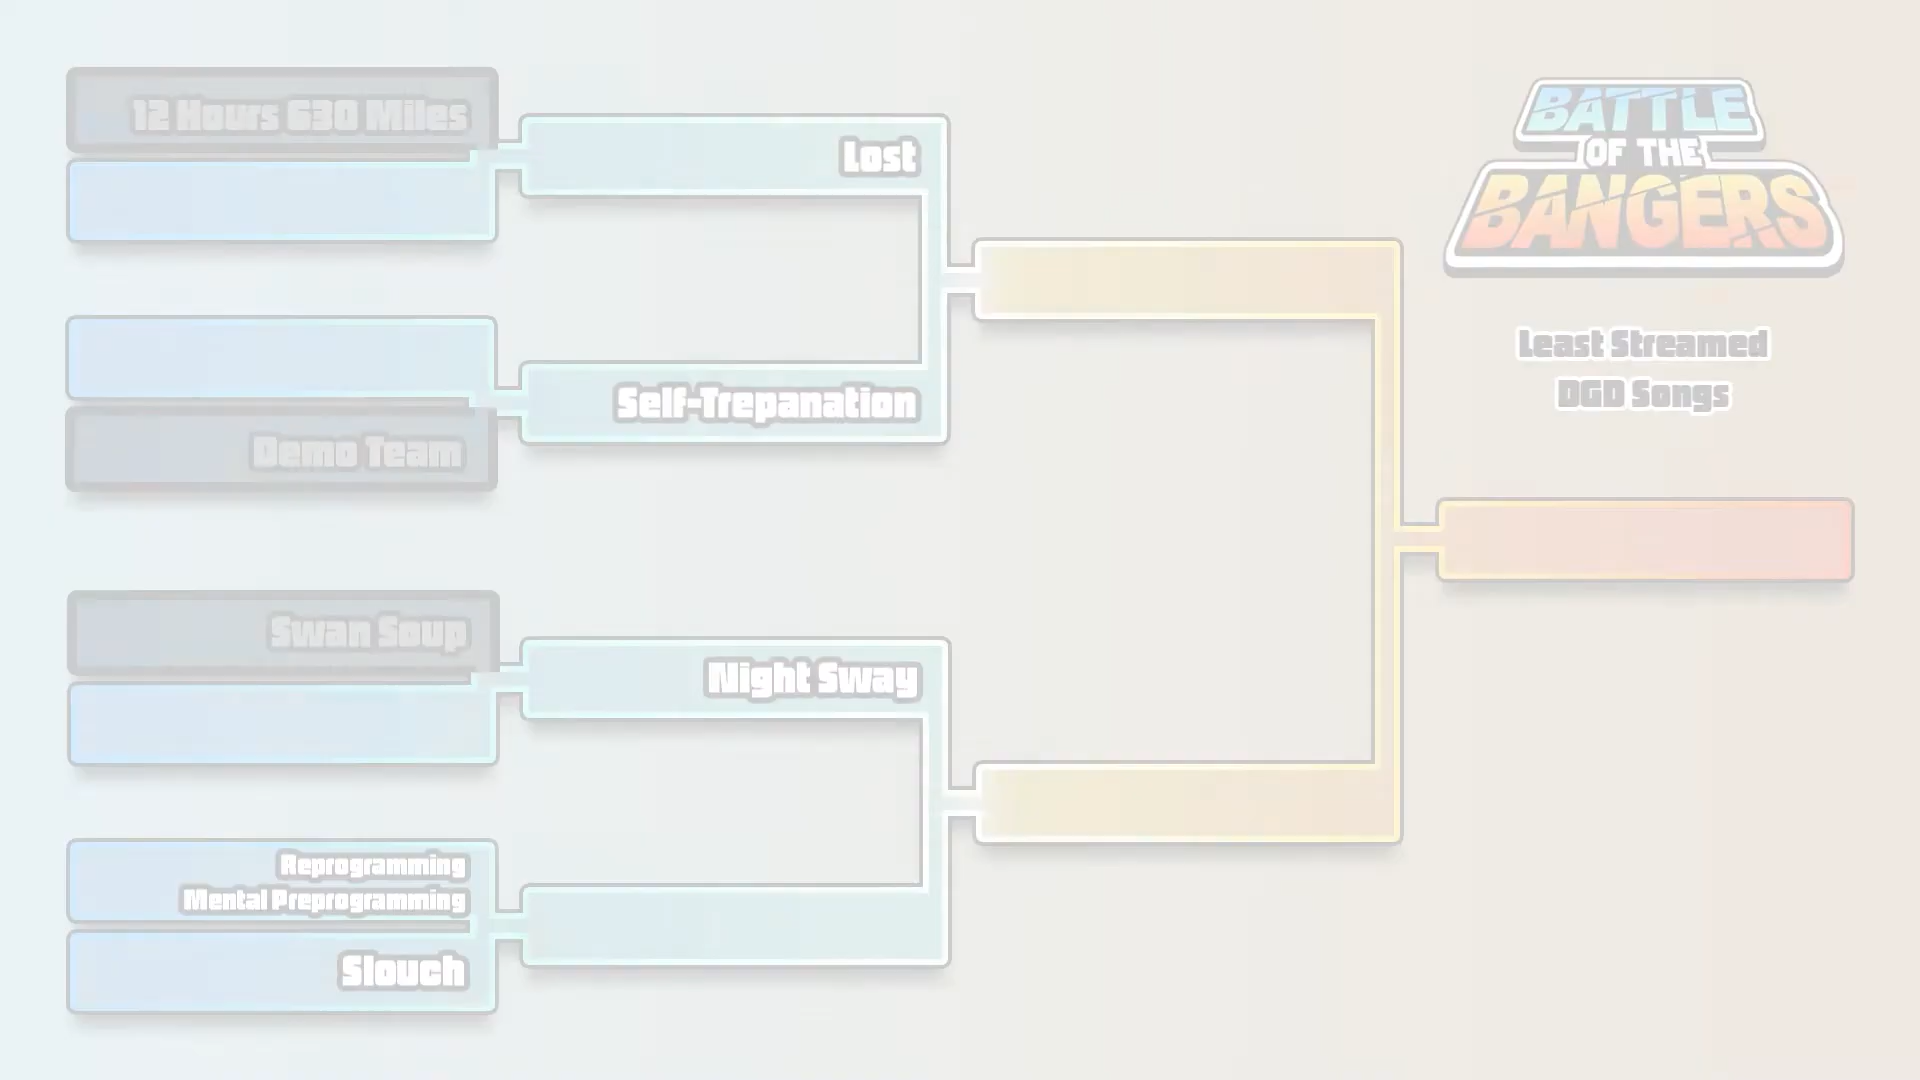 12 Hours 630 Miles
Lost
Self-Trepanation
Demo Team
Swan Soup
Night Sway
Reprogramming
Mental Preprogramming
Slouch
BATTLE
OF THE
BANGERS
Least Streamed
DGD Songs